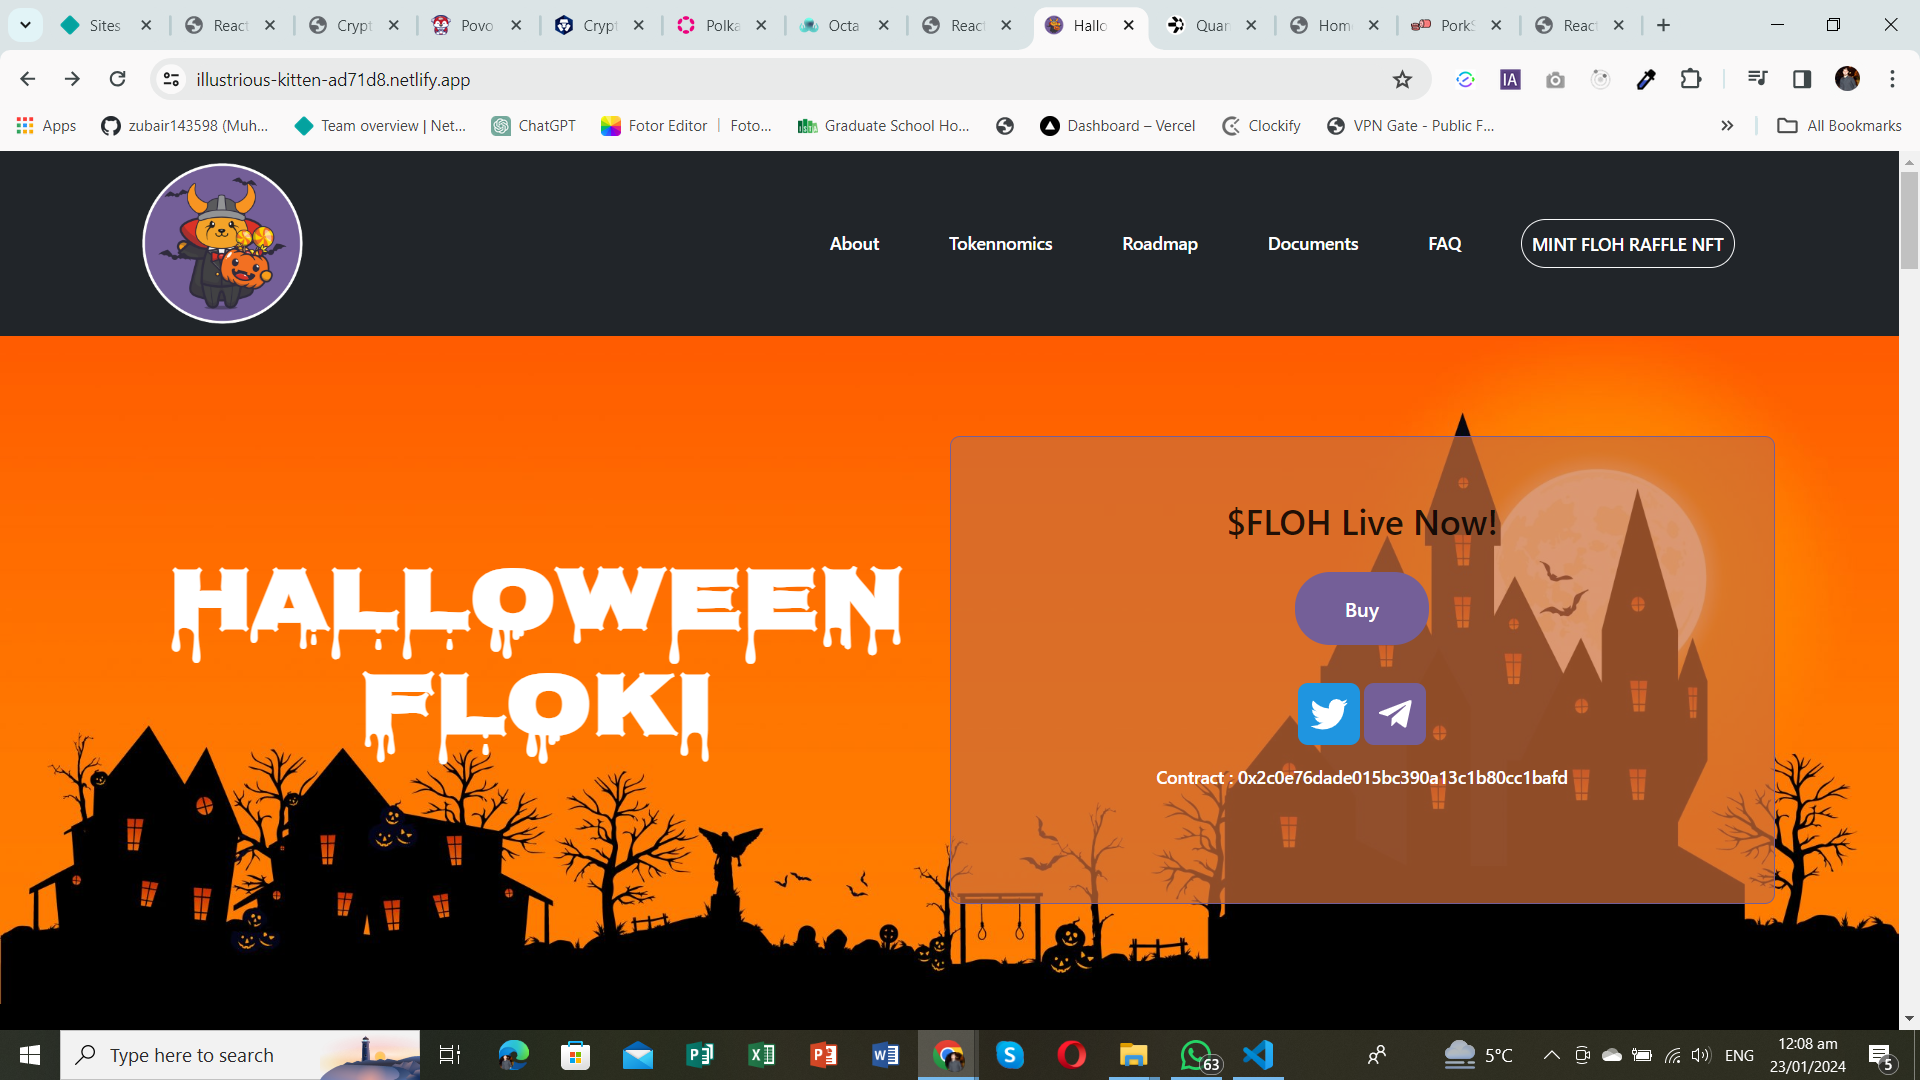 Sites
React
Crypt
Povo
Crypt
Polka
Octa
React
Hallo
Quan
Hom
PorkS
React
illustrious-kitten-ad71d8.netlify.app
IA
Apps
zubair143598 (Muh...
Team overview | Net...
ChatGPT
Fotor Editor | Foto...
Graduate School Ho...
Dashboard – Vercel
Clockify
VPN Gate - Public F...
All Bookmarks
About
Tokennomics
Roadmap
Documents
FAQ
MINT FLOH RAFFLE NFT
$FLOH Live Now!
HALLOWEEN
FLOKI
Buy
Contract : 0x2c0e76dade015bc390a13c1b80cc1bafd
Type here to search
63
5°C
ENG
12:08 am
23/01/2024
5